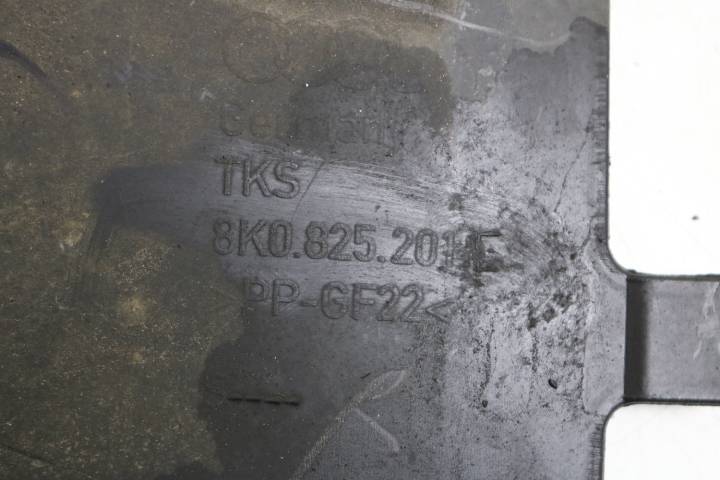 Germany
TKS
8K0.825.201 E
>PP-GF22<